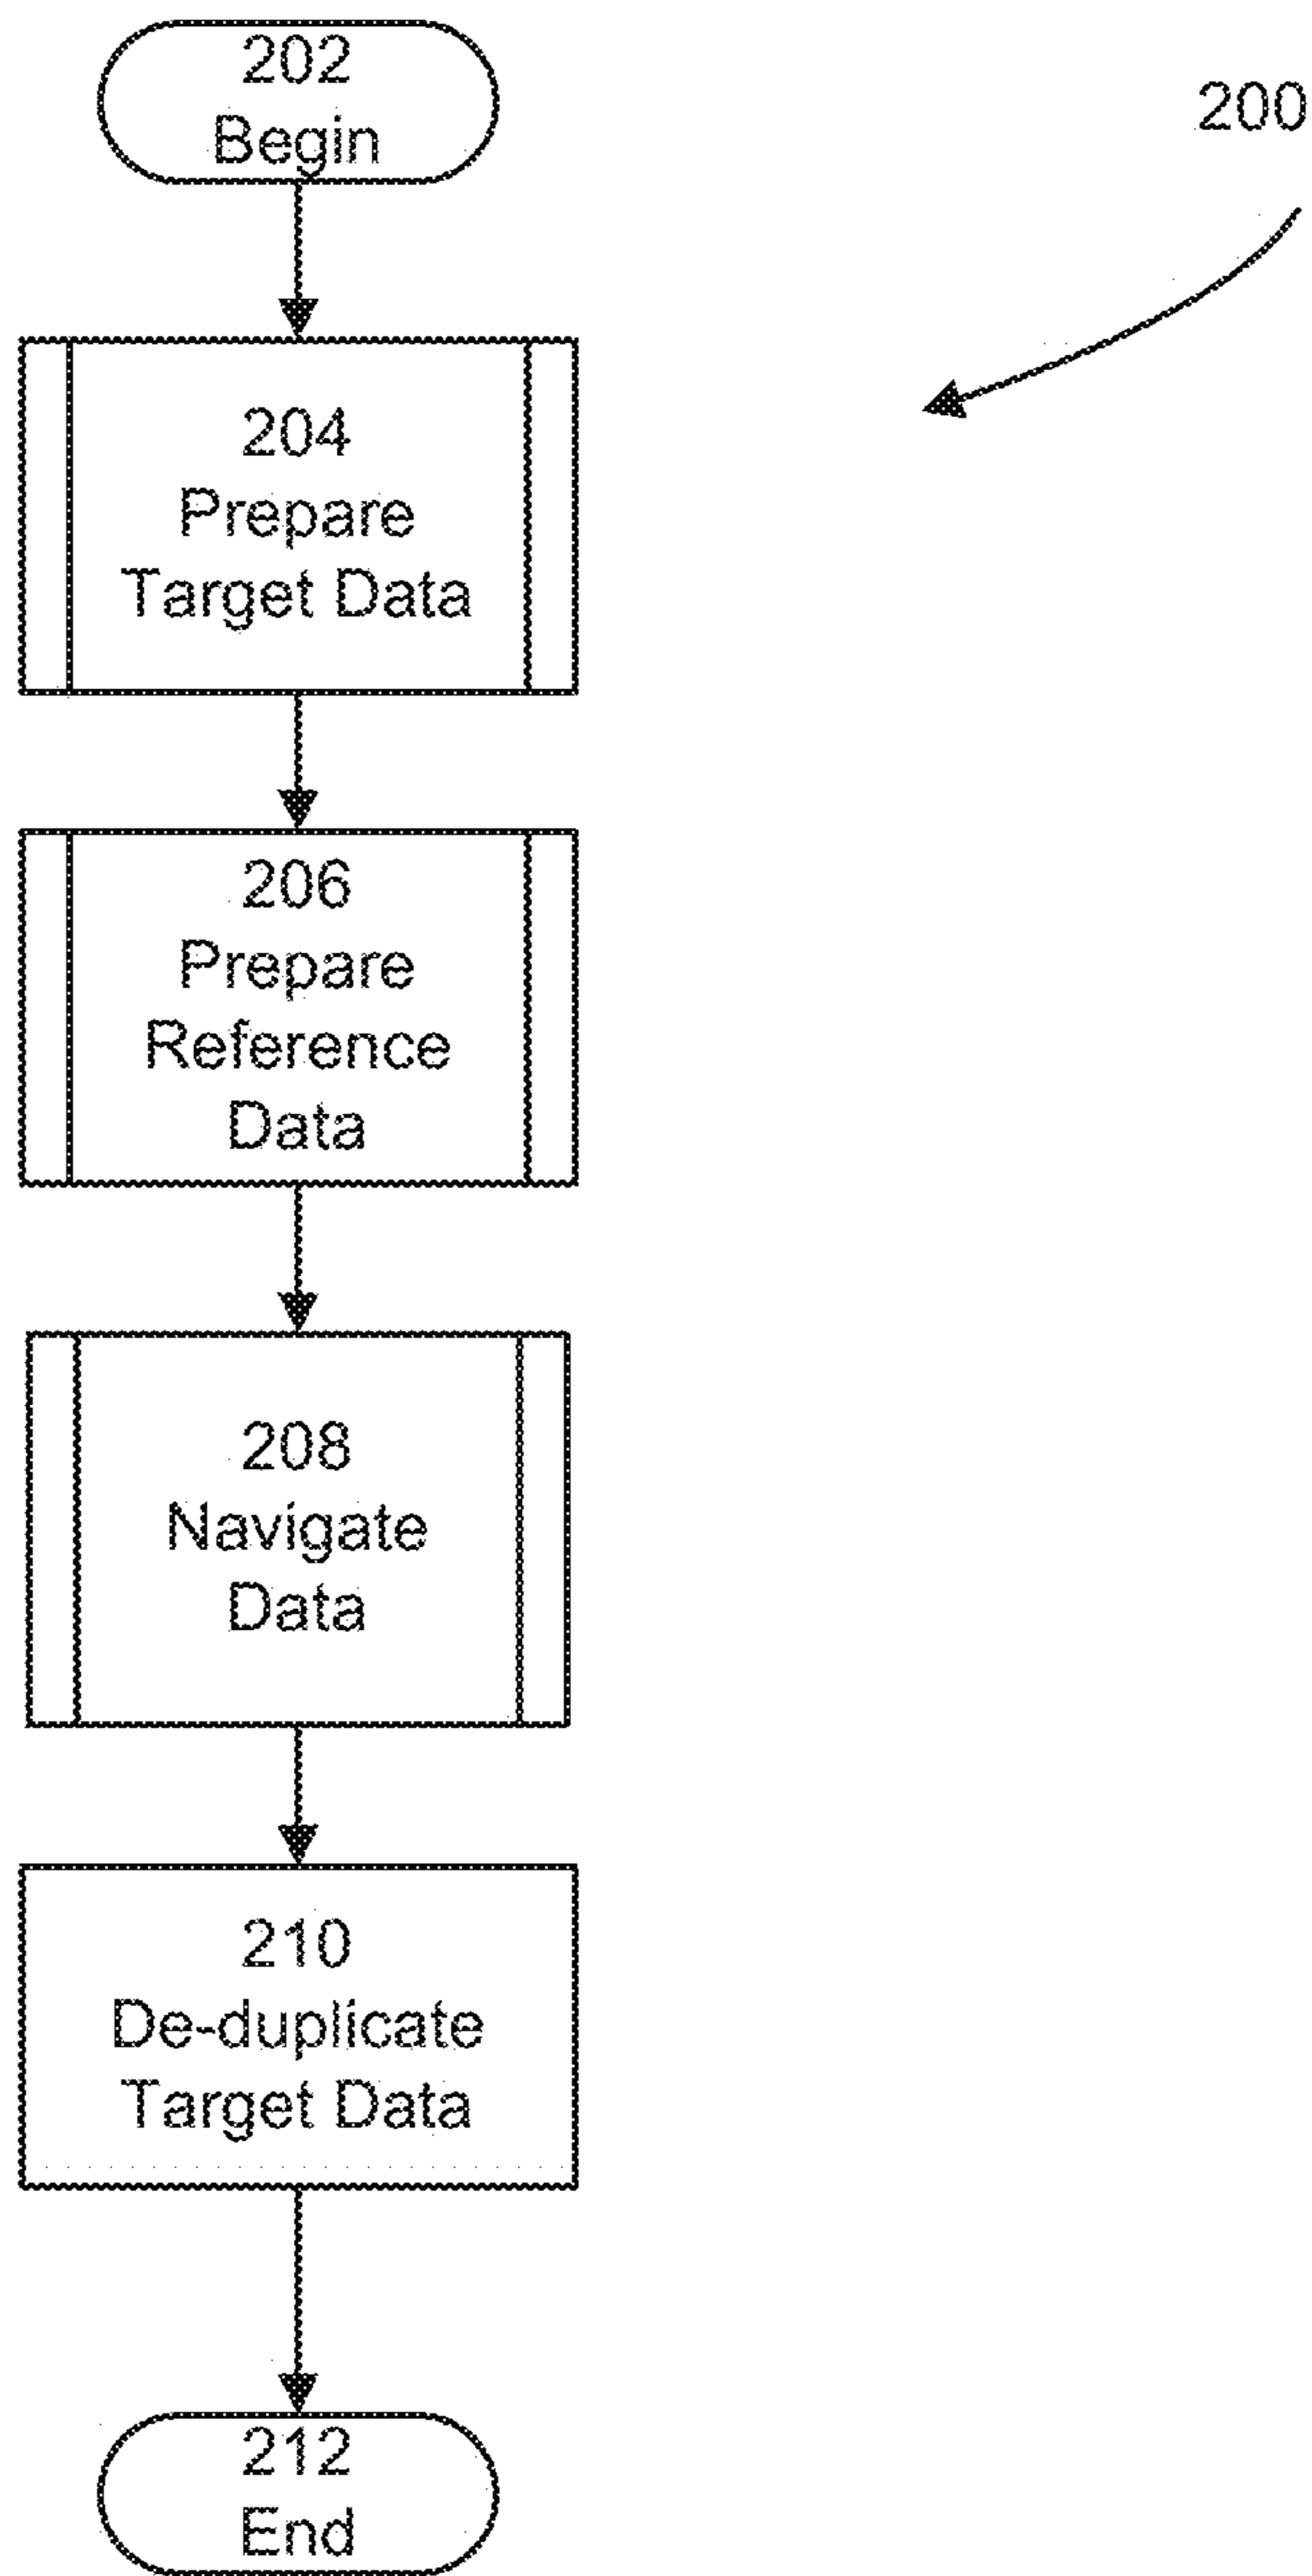 202
Begin
200
204
Prepare
Target Data
206
Prepare
Reference
Data
208
Navigate
Data
210
De-duplicate
Target Data
212
End